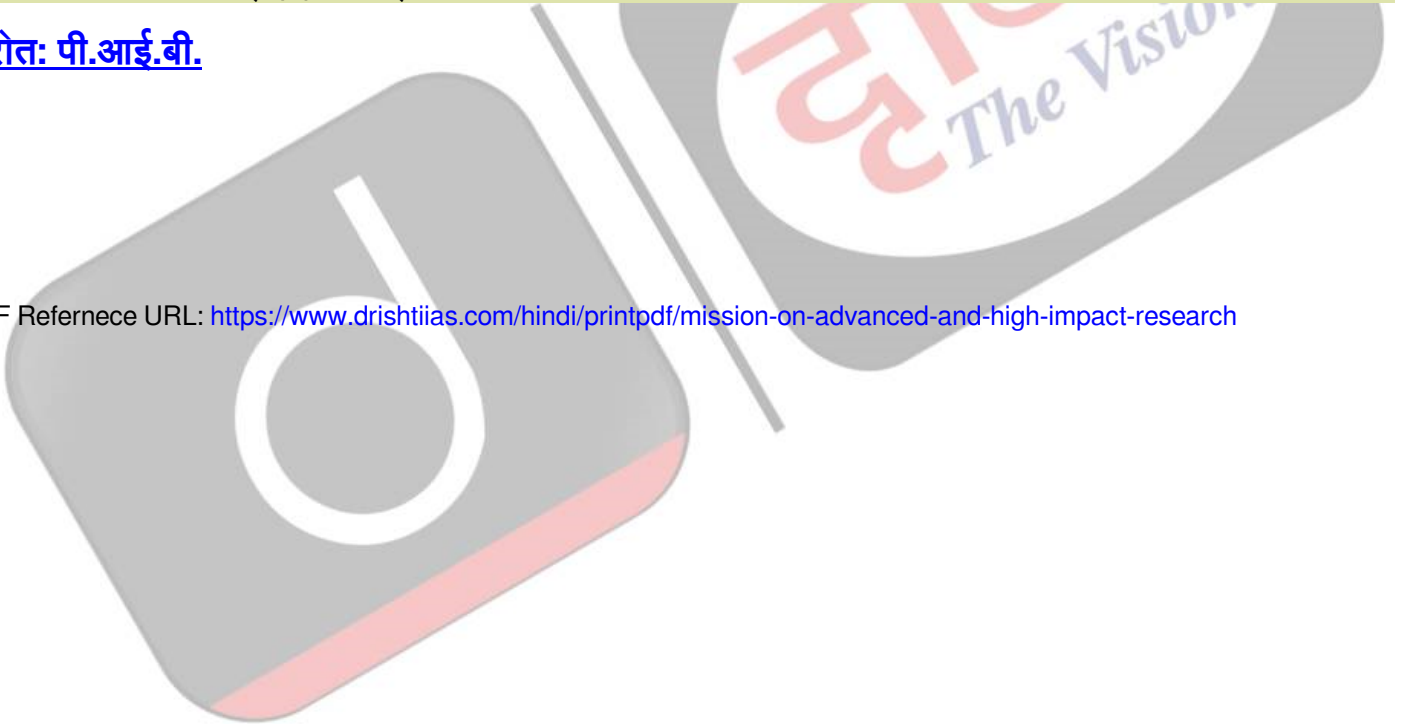 रोत: पी.आई.बी.
The Vision
F Refernece URL: https://www.drishtiias.com/hindi/printpdf/mission-on-advanced-and-high-impact-research